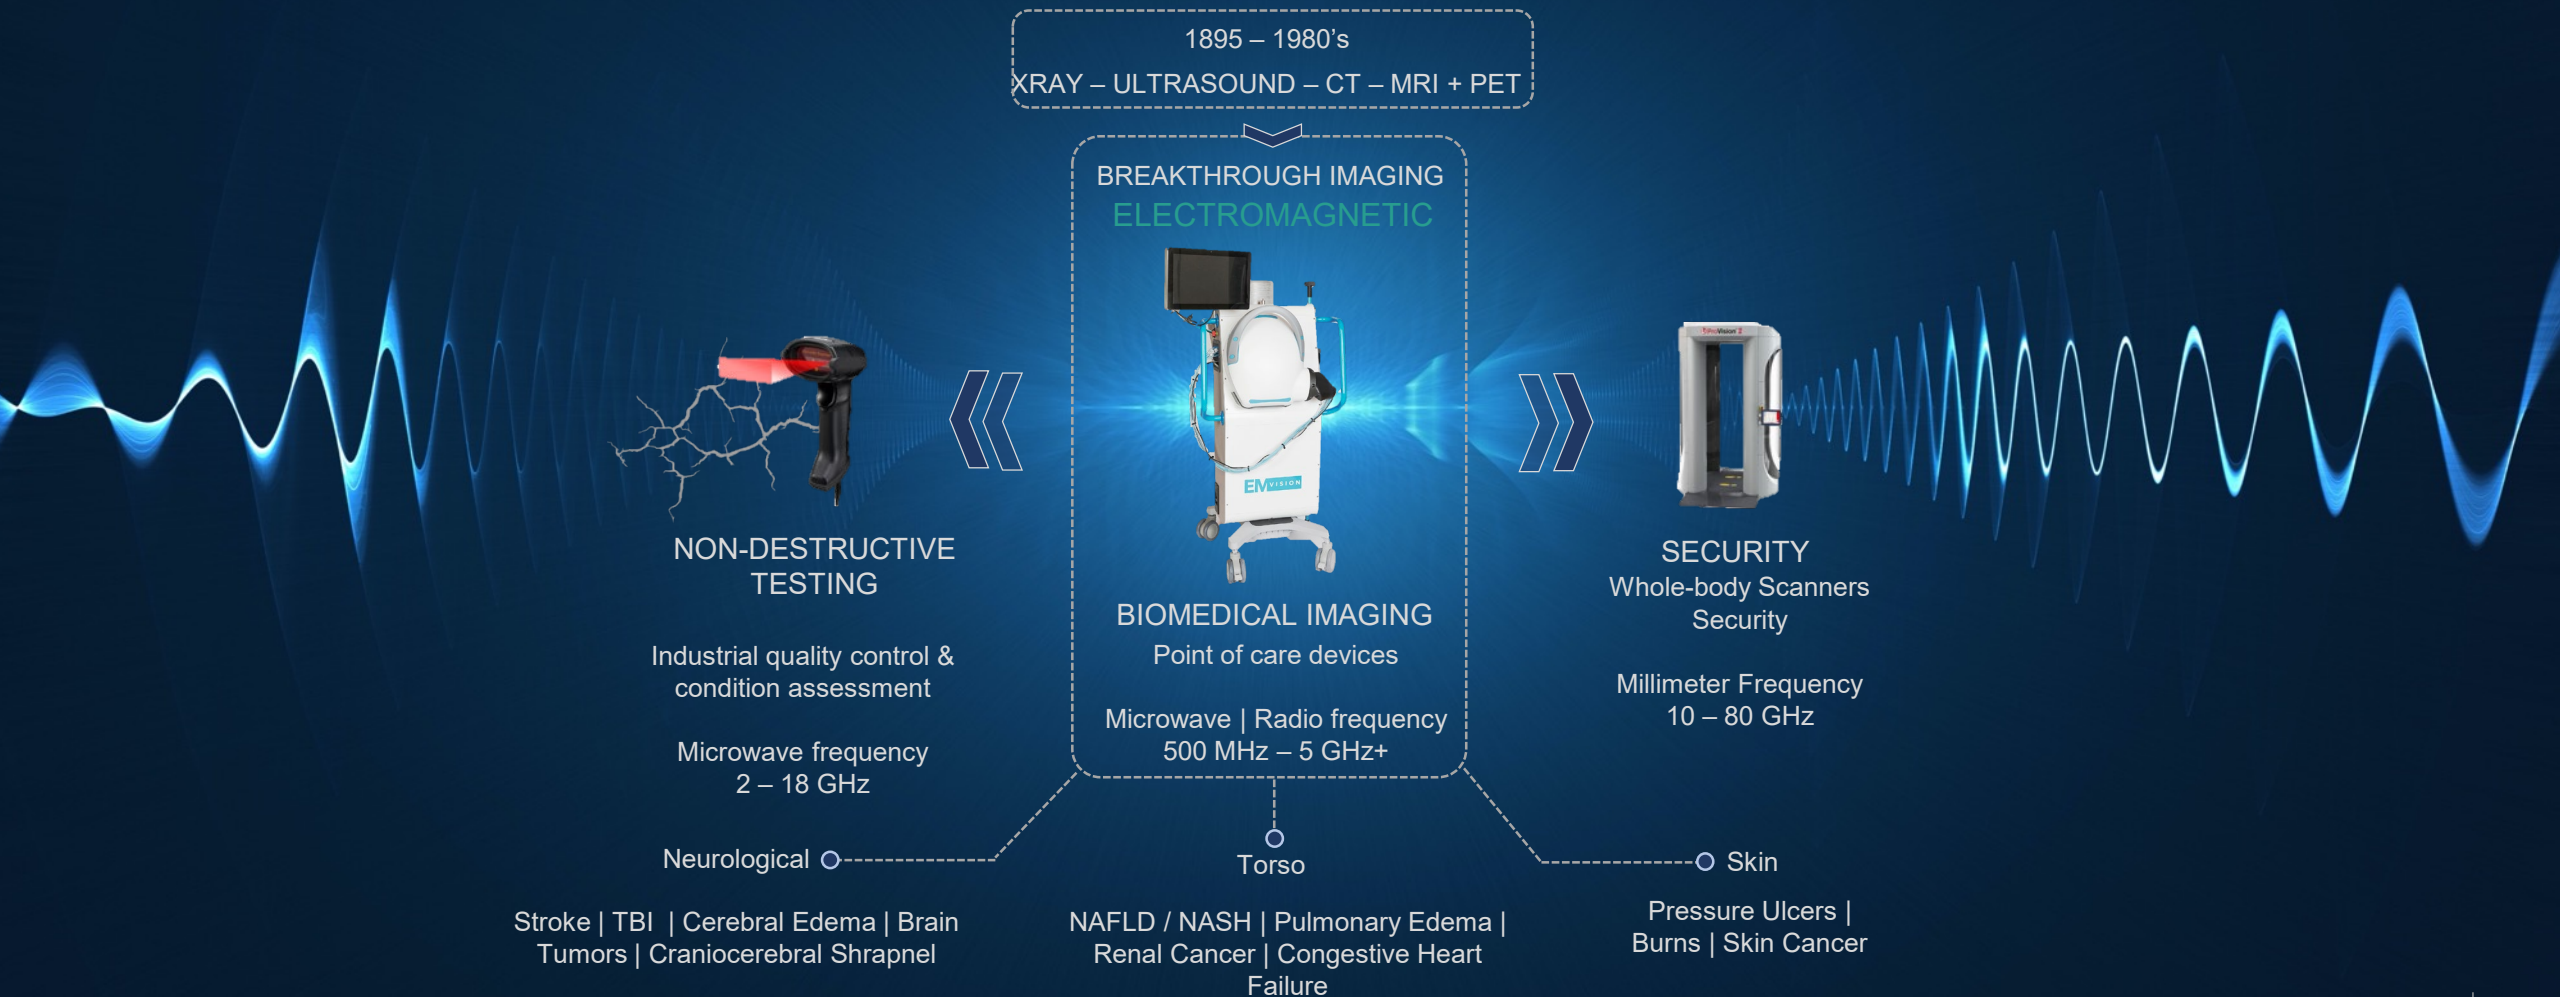 1895 – 1980’s
XRAY – ULTRASOUND – CT – MRI + PET
BREAKTHROUGH IMAGING
ELECTROMAGNETIC
EMVISION
ProVision 2
NON-DESTRUCTIVE
TESTING
Industrial quality control &
condition assessment
Microwave frequency
2 – 18 GHz
BIOMEDICAL IMAGING
Point of care devices
Microwave | Radio frequency
500 MHz – 5 GHz+
SECURITY
Whole-body Scanners
Security
Millimeter Frequency
10 – 80 GHz
Neurological
Stroke | TBI  | Cerebral Edema | Brain
Tumors | Craniocerebral Shrapnel
Torso
NAFLD / NASH | Pulmonary Edema |
Renal Cancer | Congestive Heart
Failure
Skin
Pressure Ulcers |
Burns | Skin Cancer